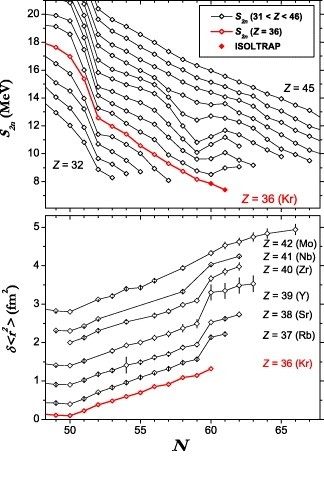 20
18
16
14
12
10
8
S2n (MeV)
S2n (31 < Z < 46)
S2n (Z = 36)
ISOLTRAP
Z = 45
Z = 32
Z = 36 (Kr)
5
4
3
2
1
0
δ<r²> (fm²)
Z = 42 (Mo)
Z = 41 (Nb)
Z = 40 (Zr)
Z = 39 (Y)
Z = 38 (Sr)
Z = 37 (Rb)
Z = 36 (Kr)
50 55 60 65
N